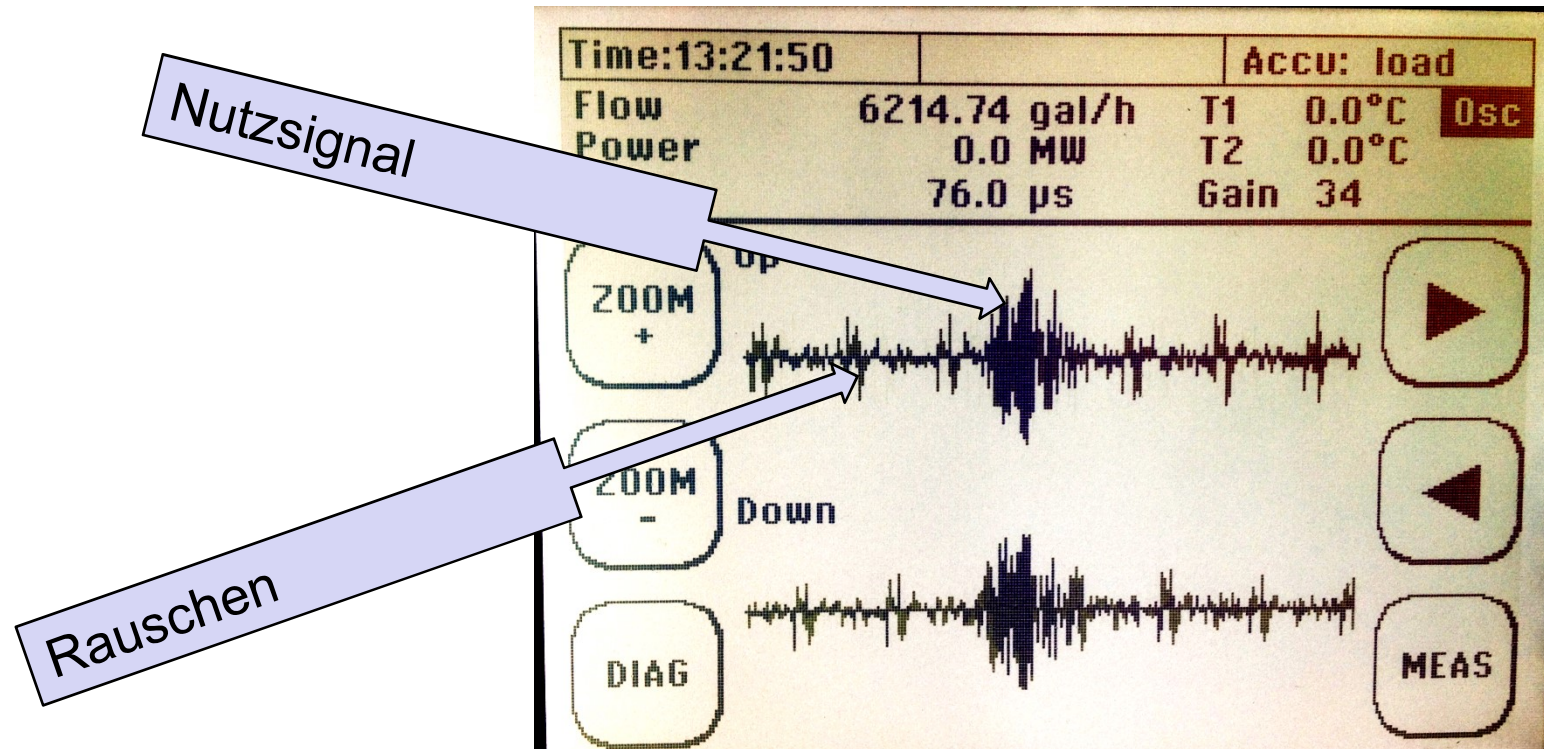 Time:13:21:50 Accu: load
Flow 6214.74 gal/h T1 0.0°C Osc
Power 0.0 MW T2 0.0°C
76.0 µs Gain 34
Nutzsignal
Up
ZOOM
+
ZOOM
-
Down
Rauschen
DIAG
MEAS